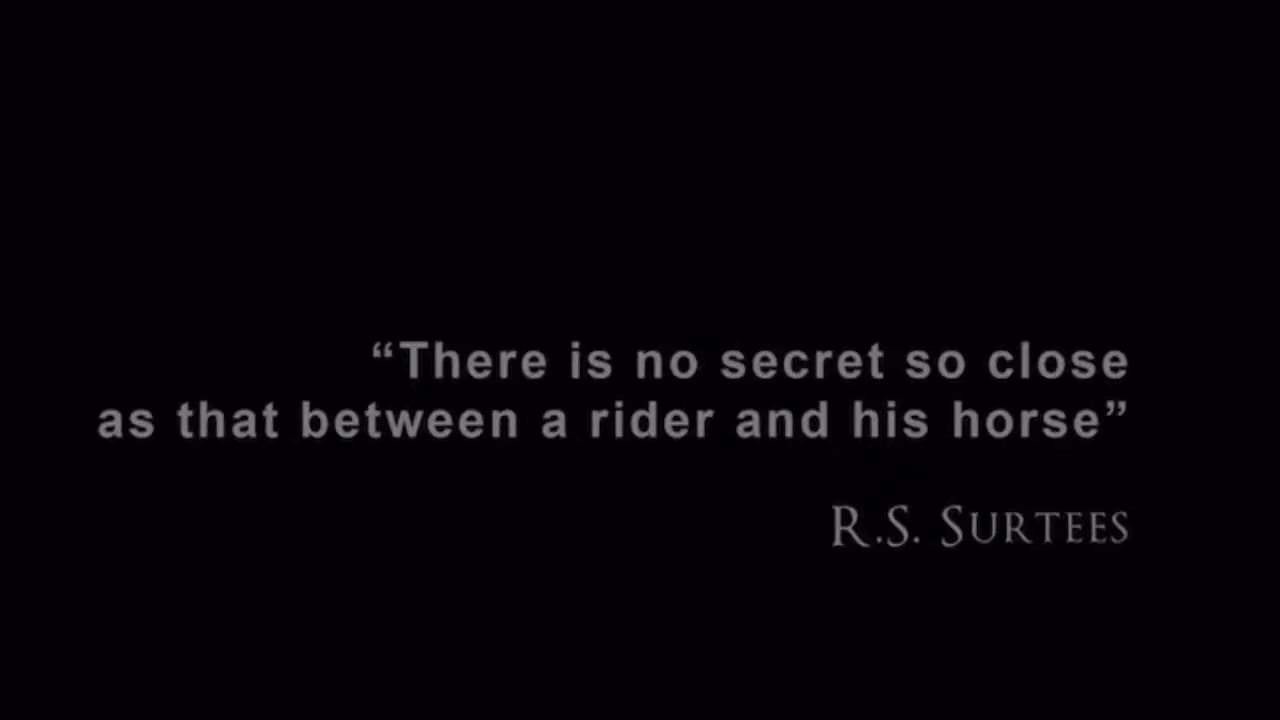 “There is no secret so close
as that between a rider and his horse”
R.S. SURTEES